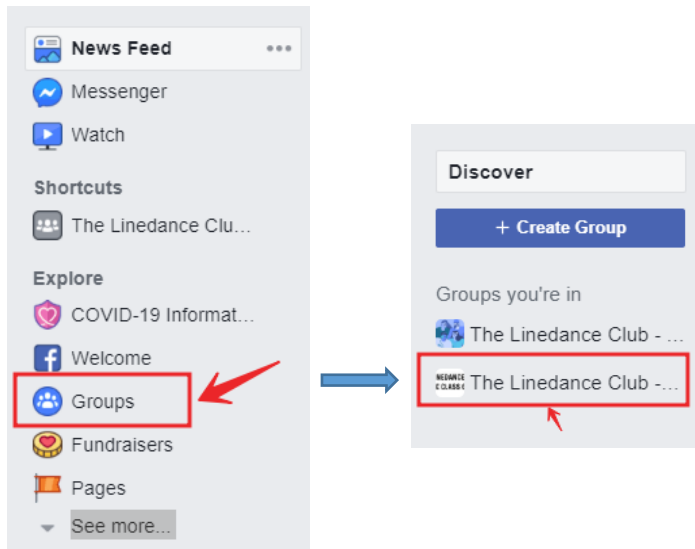 News Feed
Messenger
Watch
Shortcuts
The Linedance Clu...
Explore
COVID-19 Informat...
Welcome
Groups
Fundraisers
Pages
See more...
Discover
+ Create Group
Groups you're in
The Linedance Club - ...
The Linedance Club -...